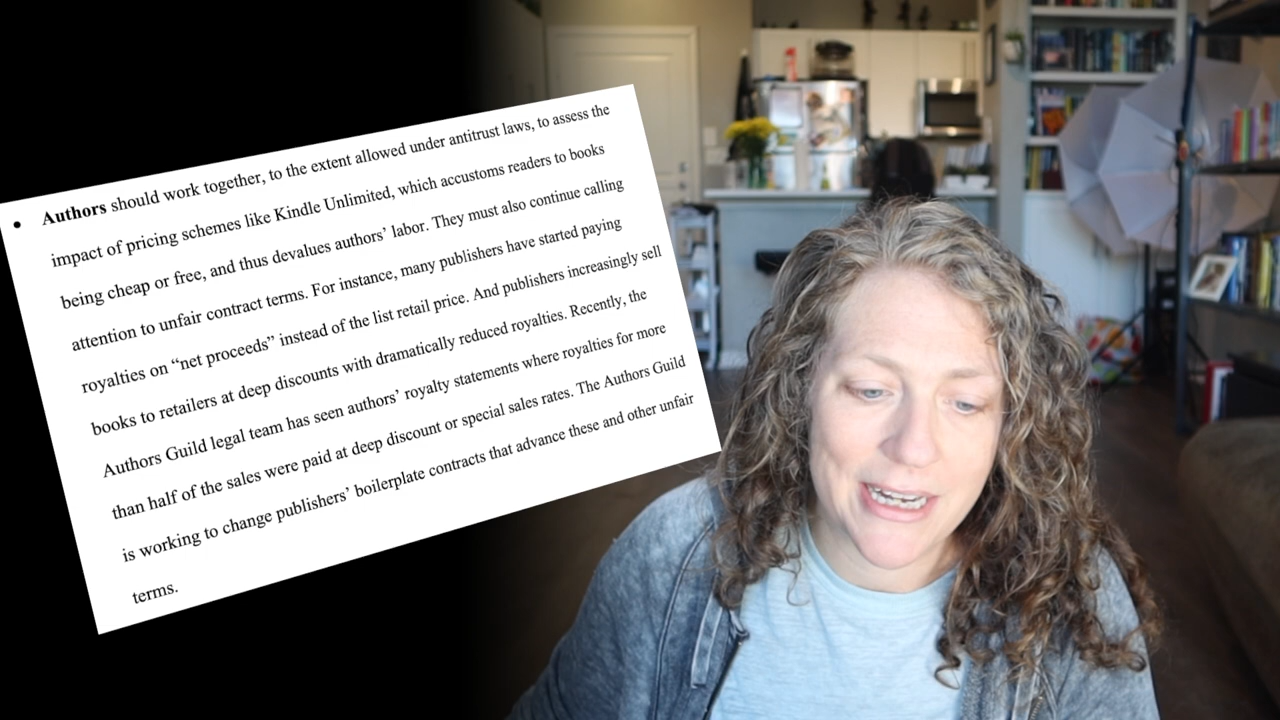 • Authors should work together, to the extent allowed under antitrust laws, to assess the
impact of pricing schemes like Kindle Unlimited, which accustoms readers to books
being cheap or free, and thus devalues authors’ labor. They must also continue calling
attention to unfair contract terms. For instance, many publishers have started paying
royalties on “net proceeds” instead of the list retail price. And publishers increasingly sell
books to retailers at deep discounts with dramatically reduced royalties. Recently, the
Authors Guild legal team has seen authors’ royalty statements where royalties for more
than half of the sales were paid at deep discount or special sales rates. The Authors Guild
is working to change publishers’ boilerplate contracts that advance these and other unfair
terms.